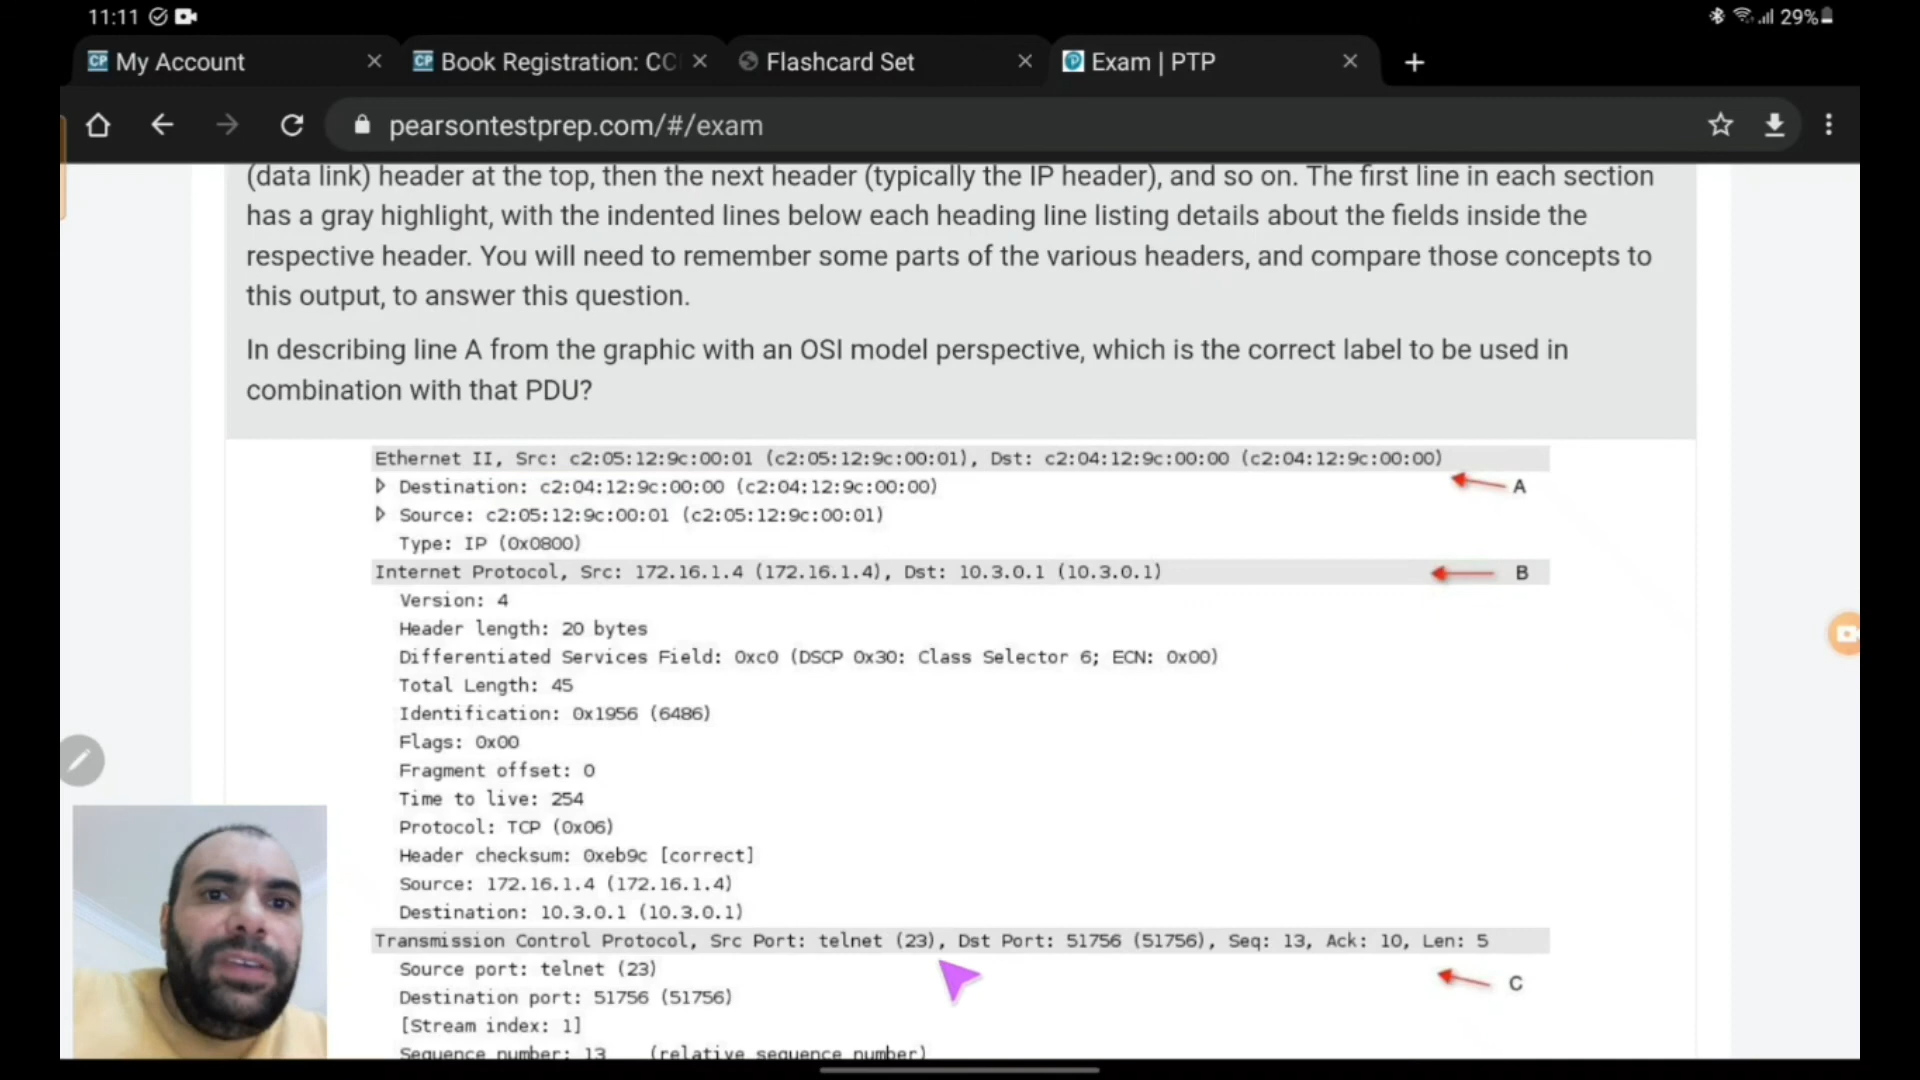 11:11
29%
My Account
Book Registration: CC
Flashcard Set
Exam | PTP
pearsontestprep.com/#/exam
(data link) header at the top, then the next header (typically the IP header), and so on. The first line in each section
has a gray highlight, with the indented lines below each heading line listing details about the fields inside the
respective header. You will need to remember some parts of the various headers, and compare those concepts to
this output, to answer this question.
In describing line A from the graphic with an OSI model perspective, which is the correct label to be used in
combination with that PDU?
Ethernet II, Src: c2:05:12:9c:00:01 (c2:05:12:9c:00:01), Dst: c2:04:12:9c:00:00 (c2:04:12:9c:00:00)
Destination: c2:04:12:9c:00:00 (c2:04:12:9c:00:00)
A
Source: c2:05:12:9c:00:01 (c2:05:12:9c:00:01)
Type: IP (0x0800)
Internet Protocol, Src: 172.16.1.4 (172.16.1.4), Dst: 10.3.0.1 (10.3.0.1)
B
Version: 4
Header length: 20 bytes
Differentiated Services Field: 0xc0 (DSCP 0x30: Class Selector 6; ECN: 0x00)
Total Length: 45
Identification: 0x1956 (6486)
Flags: 0x00
Fragment offset: 0
Time to live: 254
Protocol: TCP (0x06)
Header checksum: 0xeb9c [correct]
Source: 172.16.1.4 (172.16.1.4)
Destination: 10.3.0.1 (10.3.0.1)
Transmission Control Protocol, Src Port: telnet (23), Dst Port: 51756 (51756), Seq: 13, Ack: 10, Len: 5
Source port: telnet (23)
C
Destination port: 51756 (51756)
[Stream index: 1]
Sequence number: 13 (relative sequence number)